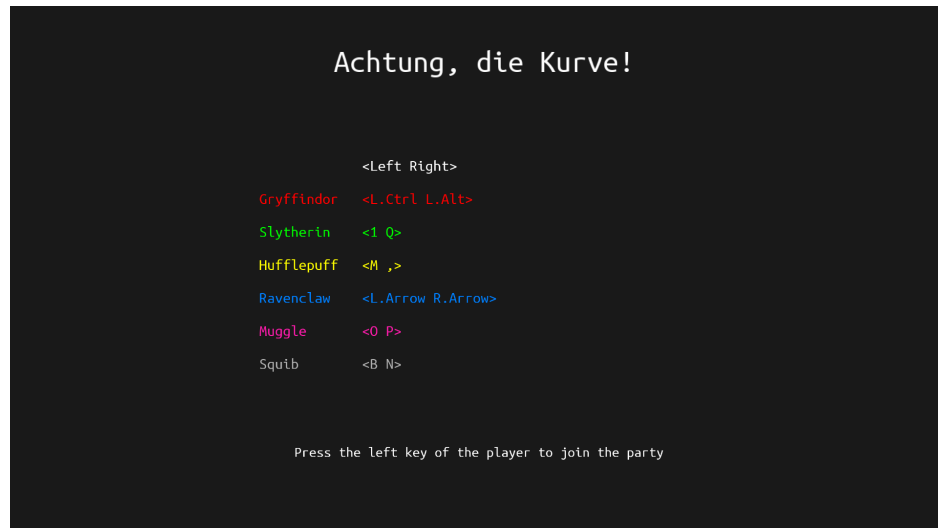 Achtung, die Kurve!
<Left Right>
Gryffindor <L.Ctrl L.Alt>
Slytherin <1 Q>
Hufflepuff <M ,>
Ravenclaw <L.Arrow R.Arrow>
Muggle <O P>
Squib <B N>
Press the left key of the player to join the party